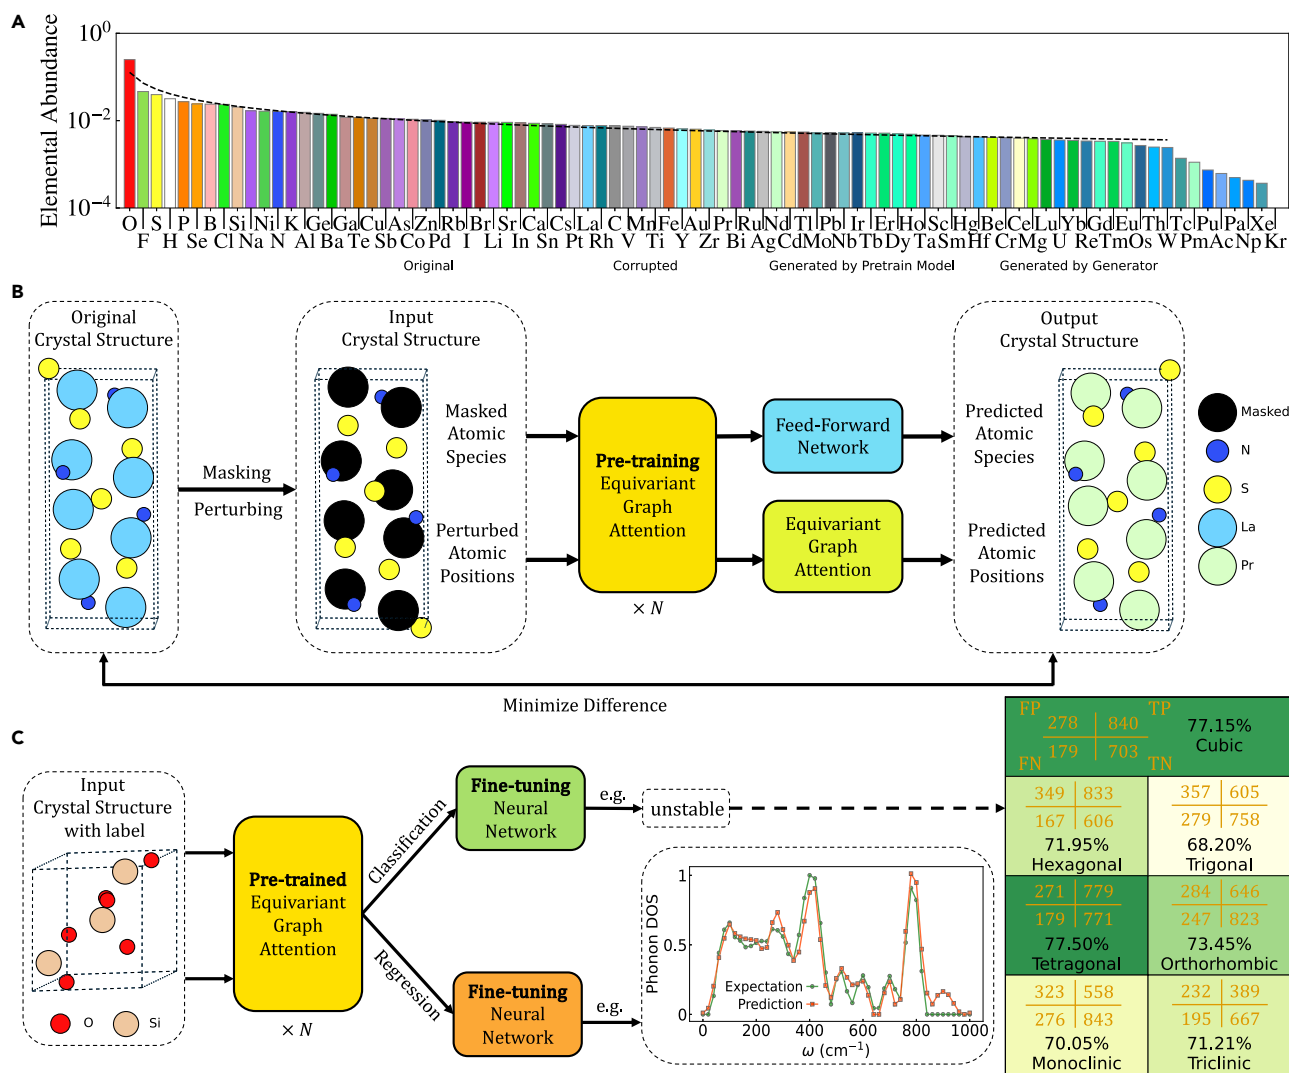 A
Elemental Abundance
10^0
10^−2
10^−4
O S P B Si Ni K Ge Ga Cu As Zn Rb Br Sr Ca Cs La C Mn Fe Au Pr Ru Nd Tl Pb Ir Er Ho Sc Hg Be Ce Lu Yb Gd Eu Th Tc Pu Pa Xe
F H Se Cl Na N Al Ba Te Sb Co Pd I Li In Sn Pt Rh V Ti Y Zr Bi Ag Cd Mo Nb Tb Dy Ta Sm Hf Cr Mg U Re Tm Os W Pm Ac Np Kr
Original
Corrupted
Generated by Pretrain Model
Generated by Generator
B
Original
Crystal Structure
Masking
Perturbing
Input
Crystal Structure
Masked
Atomic
Species
Perturbed
Atomic
Positions
Pre-training
Equivariant
Graph
Attention
× N
Feed-Forward
Network
Equivariant
Graph
Attention
Output
Crystal Structure
Predicted
Atomic
Species
Predicted
Atomic
Positions
Masked
N
S
La
Pr
Minimize Difference
C
Input
Crystal Structure
with label
O
Si
Pre-trained
Equivariant
Graph
Attention
× N
Classification
Regression
Fine-tuning
Neural
Network
e.g.
unstable
Fine-tuning
Neural
Network
e.g.
Phonon DOS
1
0.5
0
Expectation
Prediction
0 200 400 600 800 1000
ω (cm⁻¹)
FP TP
278 840
179 703
FN TN
77.15%
Cubic
349 833
167 606
71.95%
Hexagonal
357 605
279 758
68.20%
Trigonal
271 779
179 771
77.50%
Tetragonal
284 646
247 823
73.45%
Orthorhombic
323 558
276 843
70.05%
Monoclinic
232 389
195 667
71.21%
Triclinic